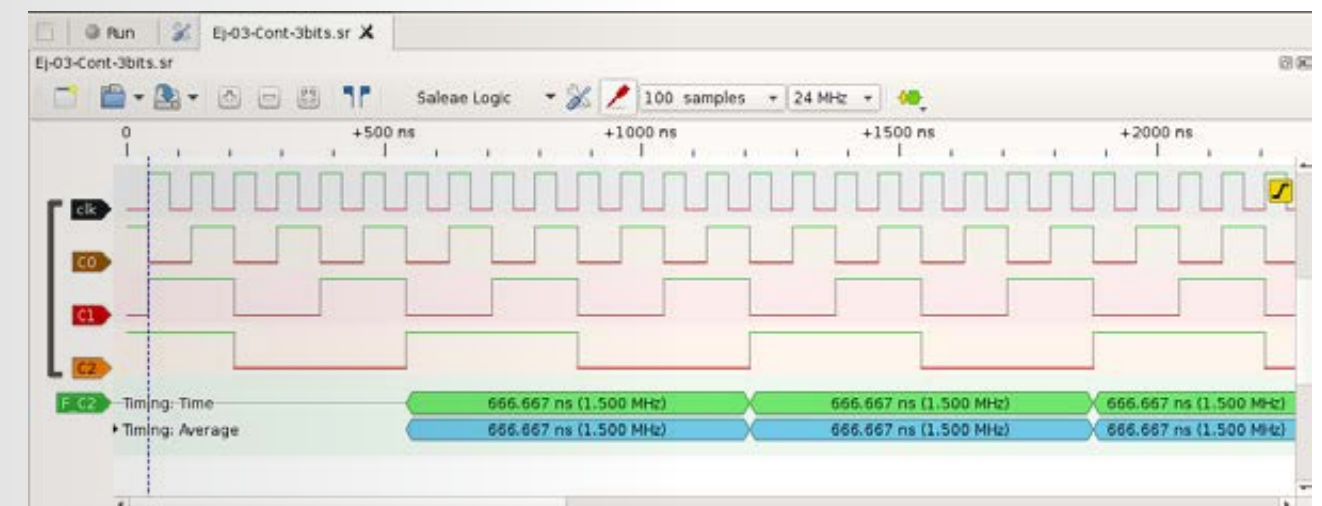 Run Ej-03-Cont-3bits.sr X
Ej-03-Cont-3bits.sr
Saleae Logic 100 samples 24 MHz
0 +500 ns +1000 ns +1500 ns +2000 ns
clk
C0
C1
C2
F C2 Timing: Time 666.667 ns (1.500 MHz) 666.667 ns (1.500 MHz) 666.667 ns (1.500 MHz)
Timing: Average 666.667 ns (1.500 MHz) 666.667 ns (1.500 MHz) 666.667 ns (1.500 MHz)